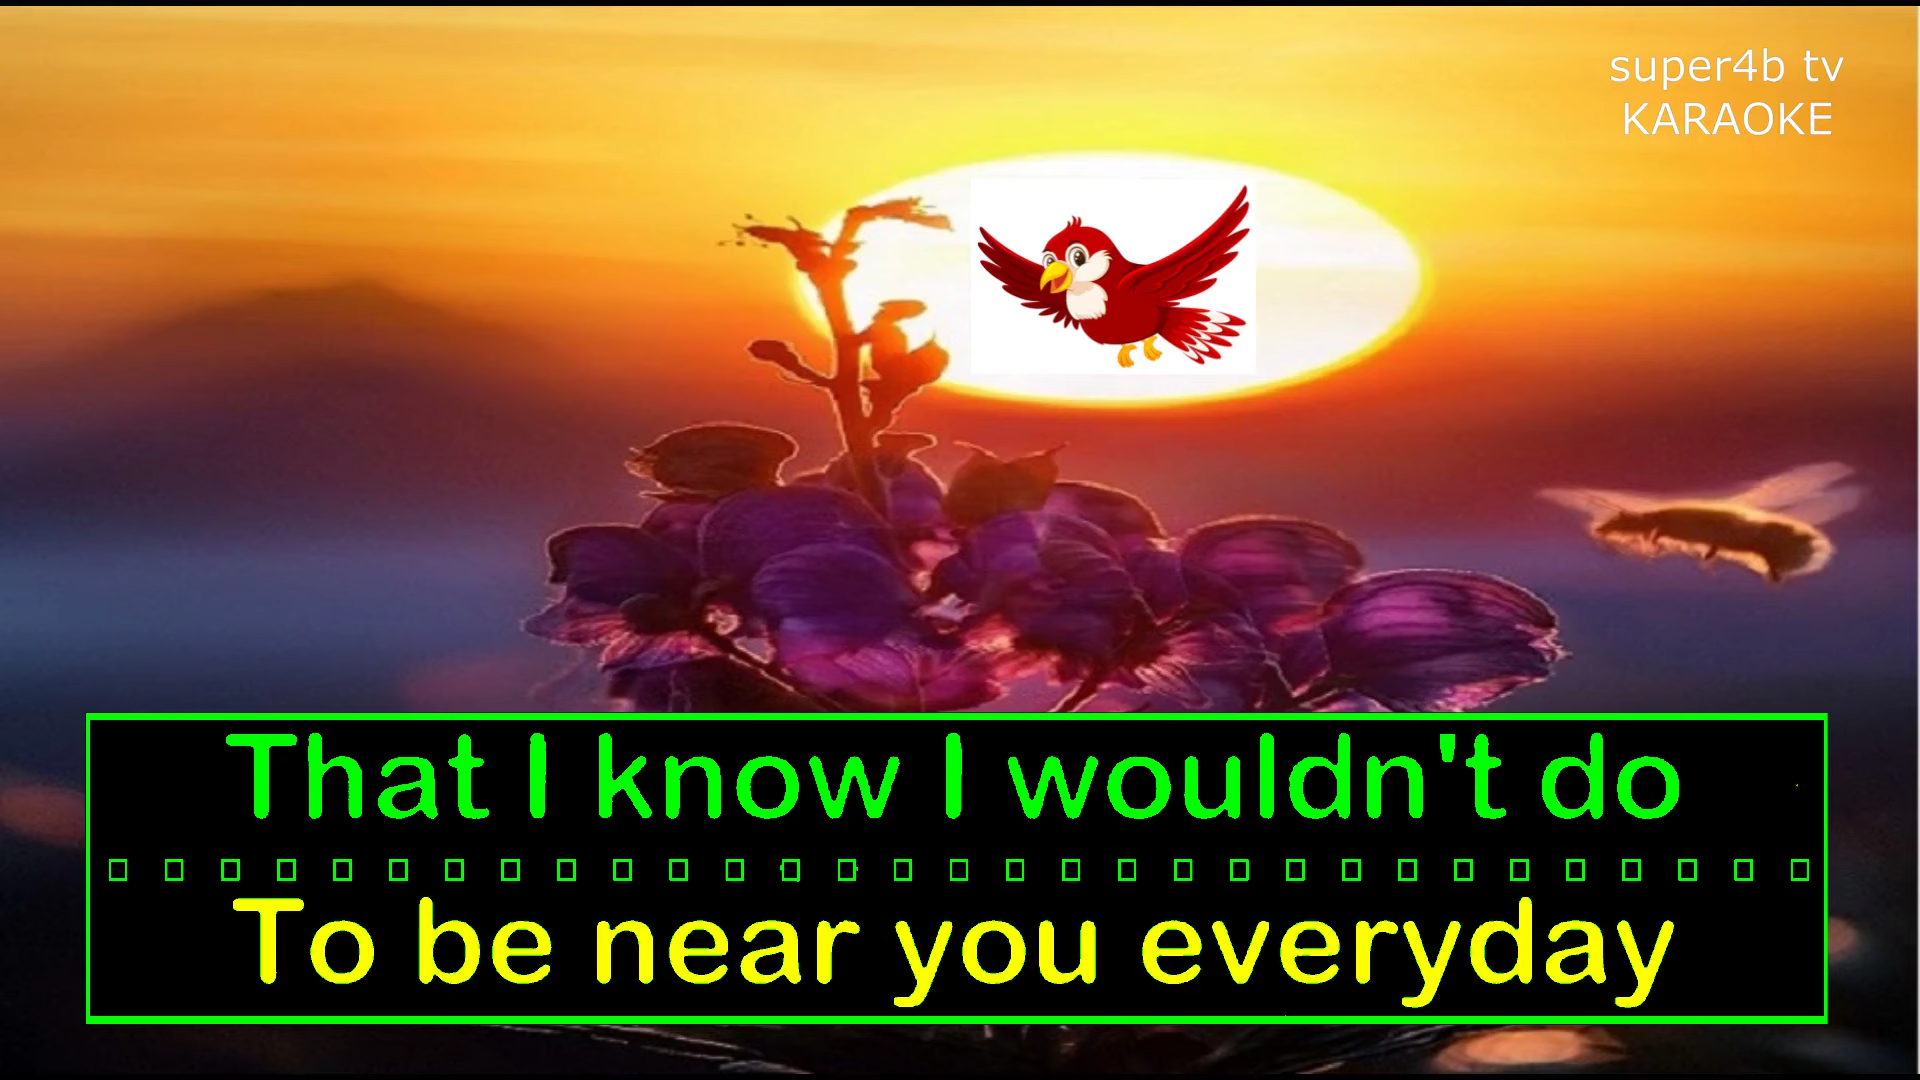 super4b tv
KARAOKE
That I know I wouldn't do
To be near you everyday